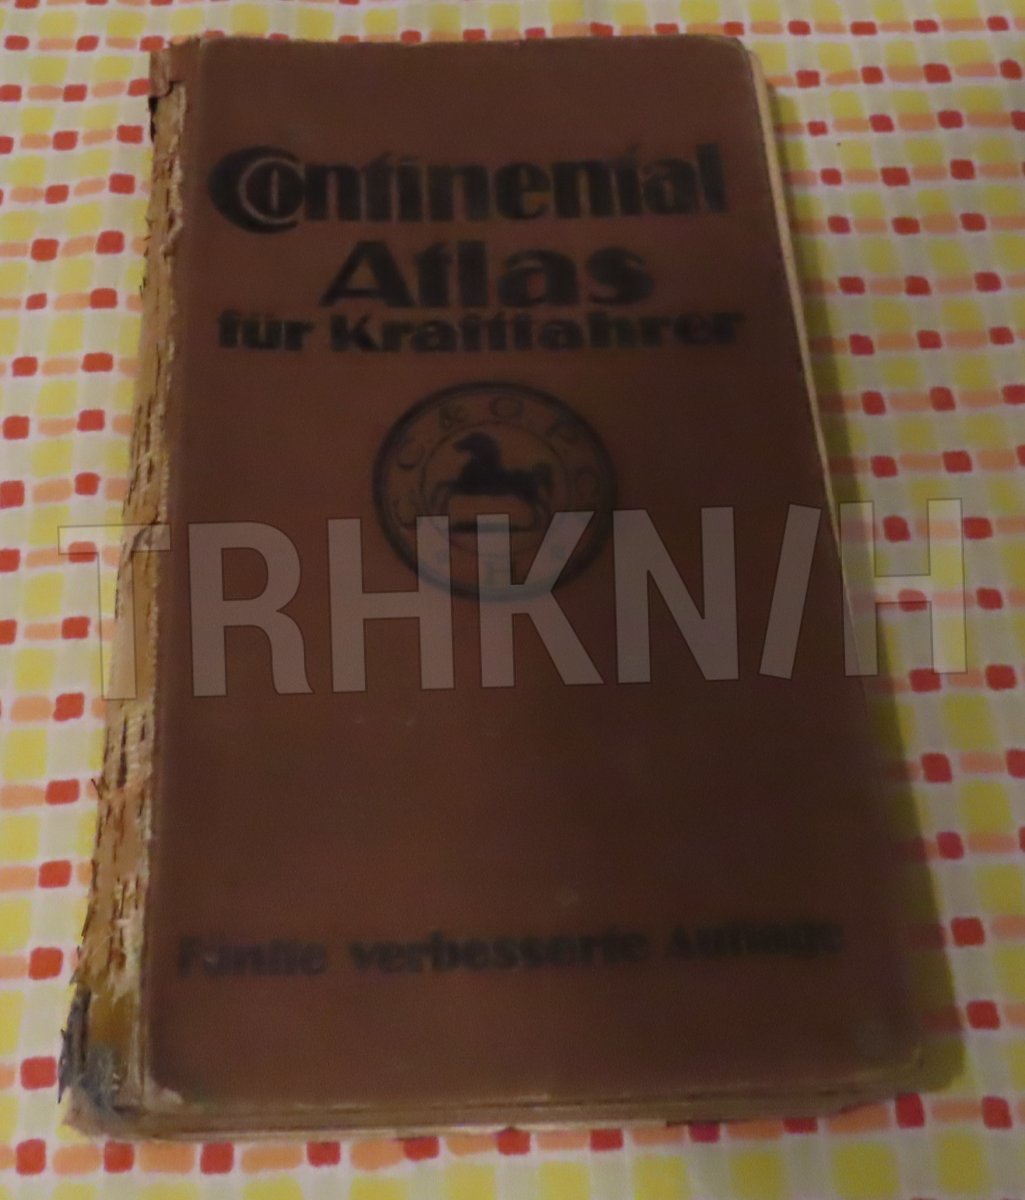 Continental
Atlas
für Kraftfahrer
TRHKN/H
Fünfte verbesserte Auflage